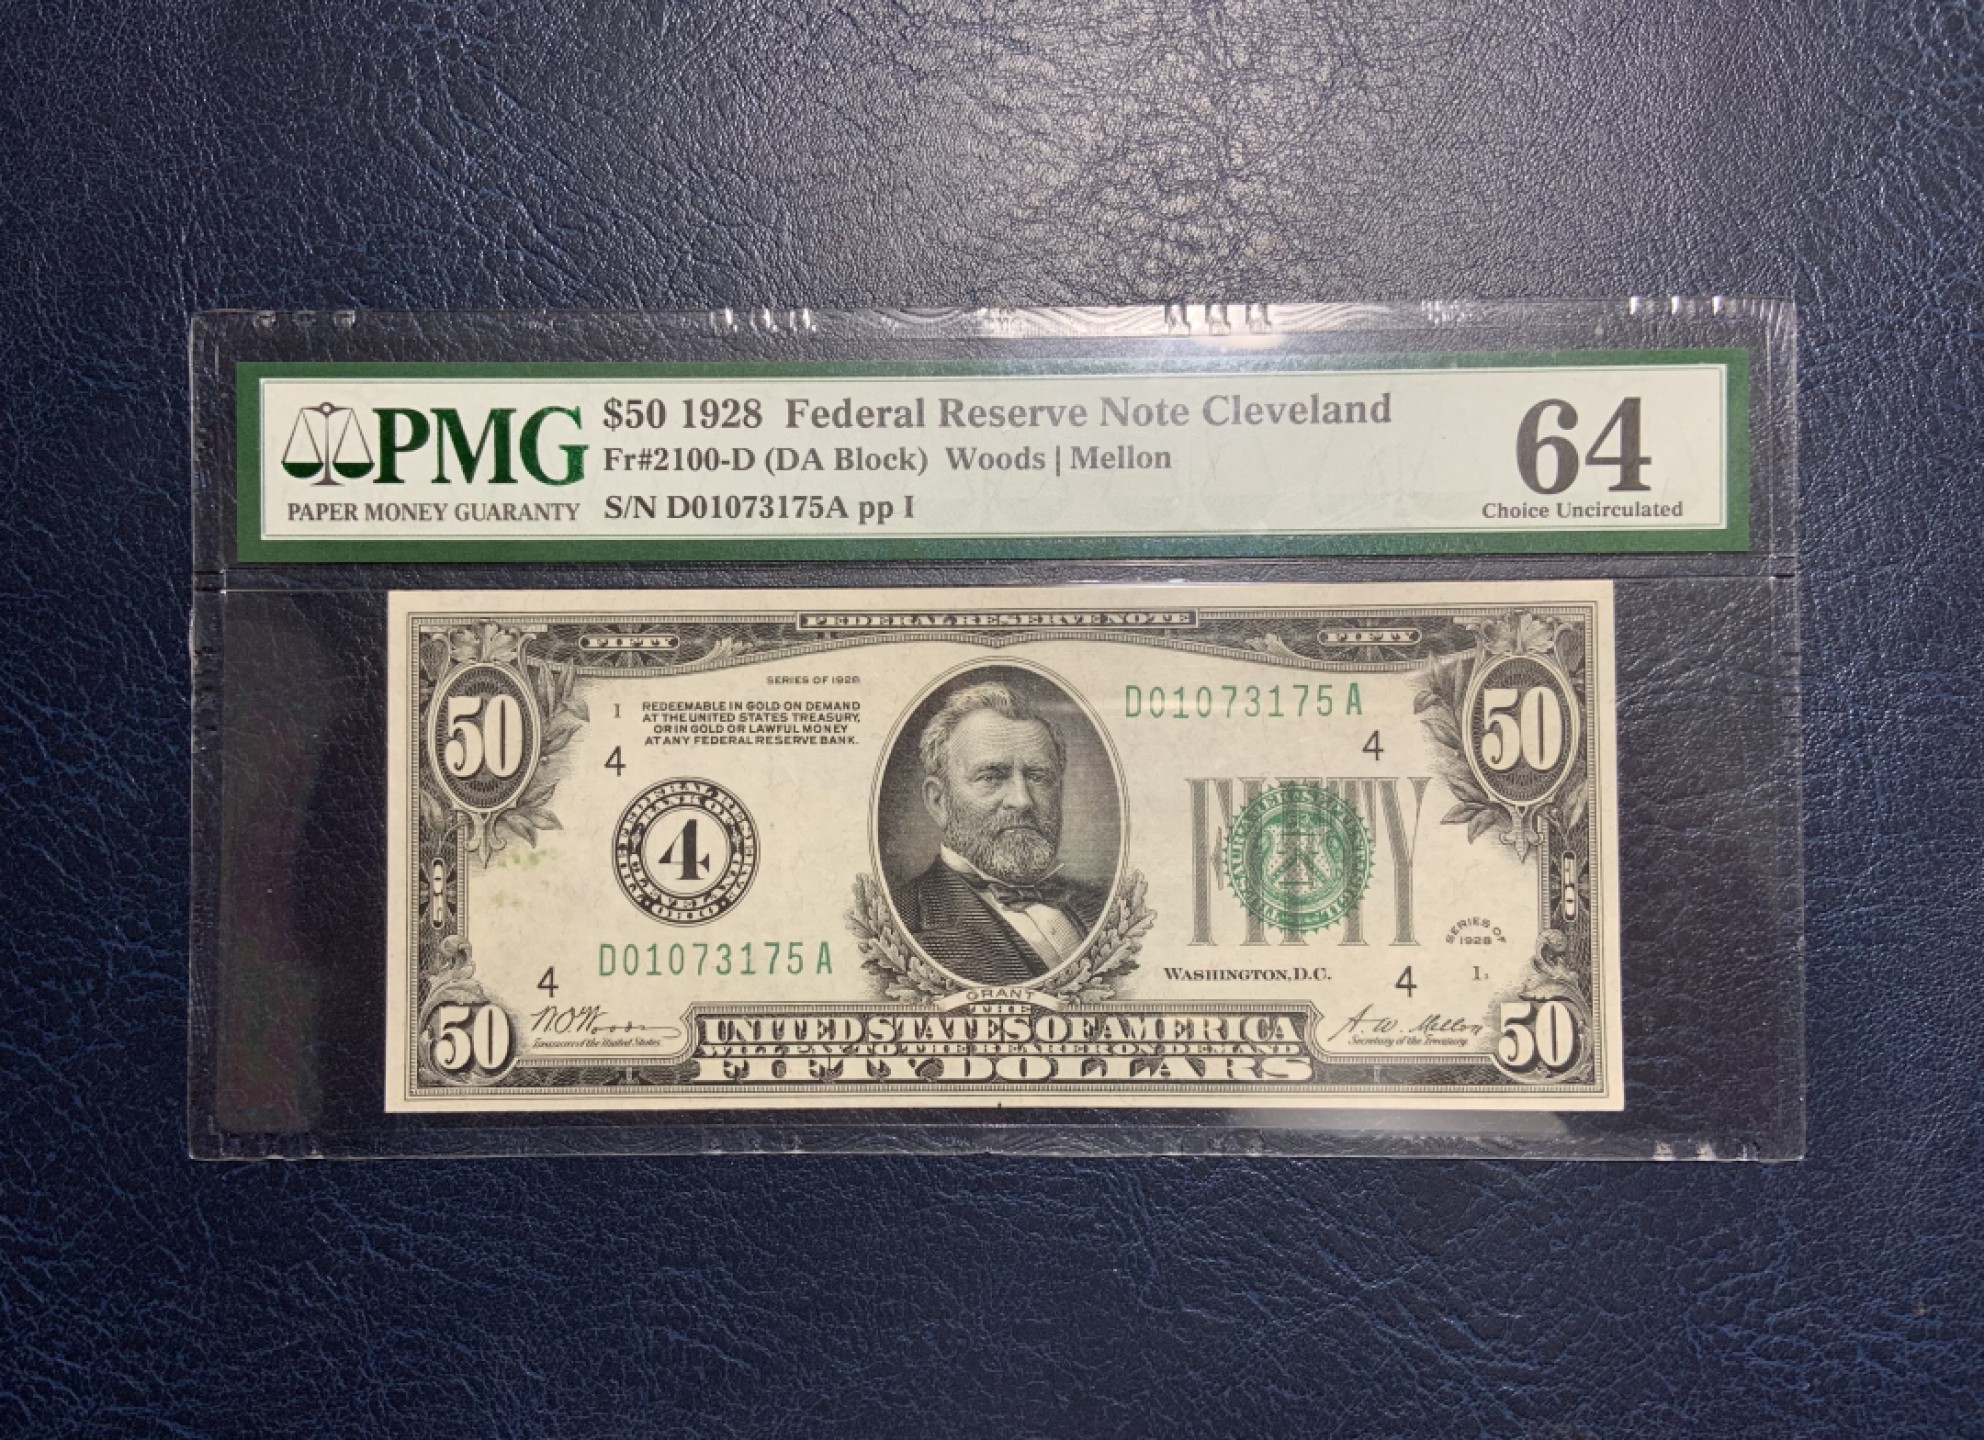 PMG
PAPER MONEY GUARANTY
$50 1928 Federal Reserve Note Cleveland
Fr#2100-D (DA Block) Woods | Mellon
S/N D01073175A pp I
64
Choice Uncirculated
FEDERAL RESERVE NOTE
FIFTY
FIFTY
SERIES OF 1928
50
50
I
REDEEMABLE IN GOLD ON DEMAND
AT THE UNITED STATES TREASURY,
OR IN GOLD OR LAWFUL MONEY
AT ANY FEDERAL RESERVE BANK.
D01073175A
4
4
4
FIFTY
SERIES OF
1928
D01073175A
WASHINGTON, D.C.
4
4
I
N.O. Woods
Treasurer of the United States.
GRANT
THE
UNITED STATES OF AMERICA
WILL PAY TO THE BEARER ON DEMAND
FIFTY DOLLARS
A. W. Mellon
Secretary of the Treasury.
50
50